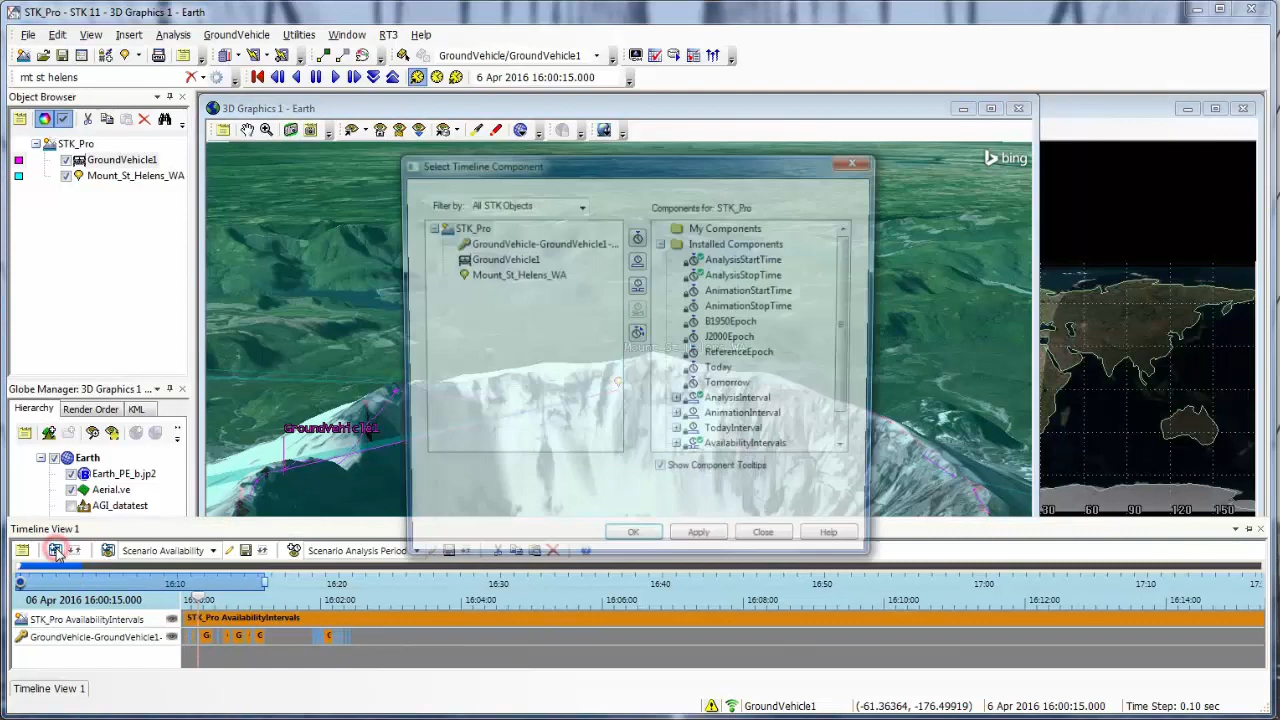 STK_Pro - STK 11 - 3D Graphics 1 - Earth
File Edit View Insert Analysis GroundVehicle Utilities Window RT3 Help
GroundVehicle/GroundVehicle1
mt st helens
6 Apr 2016 16:00:15.000
Object Browser
STK_Pro
GroundVehicle1
Mount_St_Helens_WA
3D Graphics 1 - Earth
bing
GroundVehicle1
Select Timeline Component
Filter by: All STK Objects
STK_Pro
GroundVehicle-GroundVehicle1-...
GroundVehicle1
Mount_St_Helens_WA
Components for: STK_Pro
My Components
Installed Components
AnalysisStartTime
AnalysisStopTime
AnimationStartTime
AnimationStopTime
B1950Epoch
J2000Epoch
ReferenceEpoch
Today
Tomorrow
AnalysisInterval
AnimationInterval
TodayInterval
AvailabilityIntervals
Show Component Tooltips
OK Apply Close Help
30 60 90 120 150
Globe Manager: 3D Graphics 1 -
Hierarchy Render Order KML
Earth
Earth_PE_b.jp2
Aerial.ve
AGI_datatest
Timeline View 1
Scenario Availability
Scenario Analysis Period
16:10 16:20 16:30 16:40 16:50 17:00 17:10
06 Apr 2016 16:00:15.000
16:02:00 16:04:00 16:06:00 16:08:00 16:10:00 16:12:00 16:14:00
STK_Pro AvailabilityIntervals
STK_Pro AvailabilityIntervals
GroundVehicle-GroundVehicle1-
G G G
Timeline View 1
GroundVehicle1
(-61.36364, -176.49919)
6 Apr 2016 16:00:15.000
Time Step: 0.10 sec